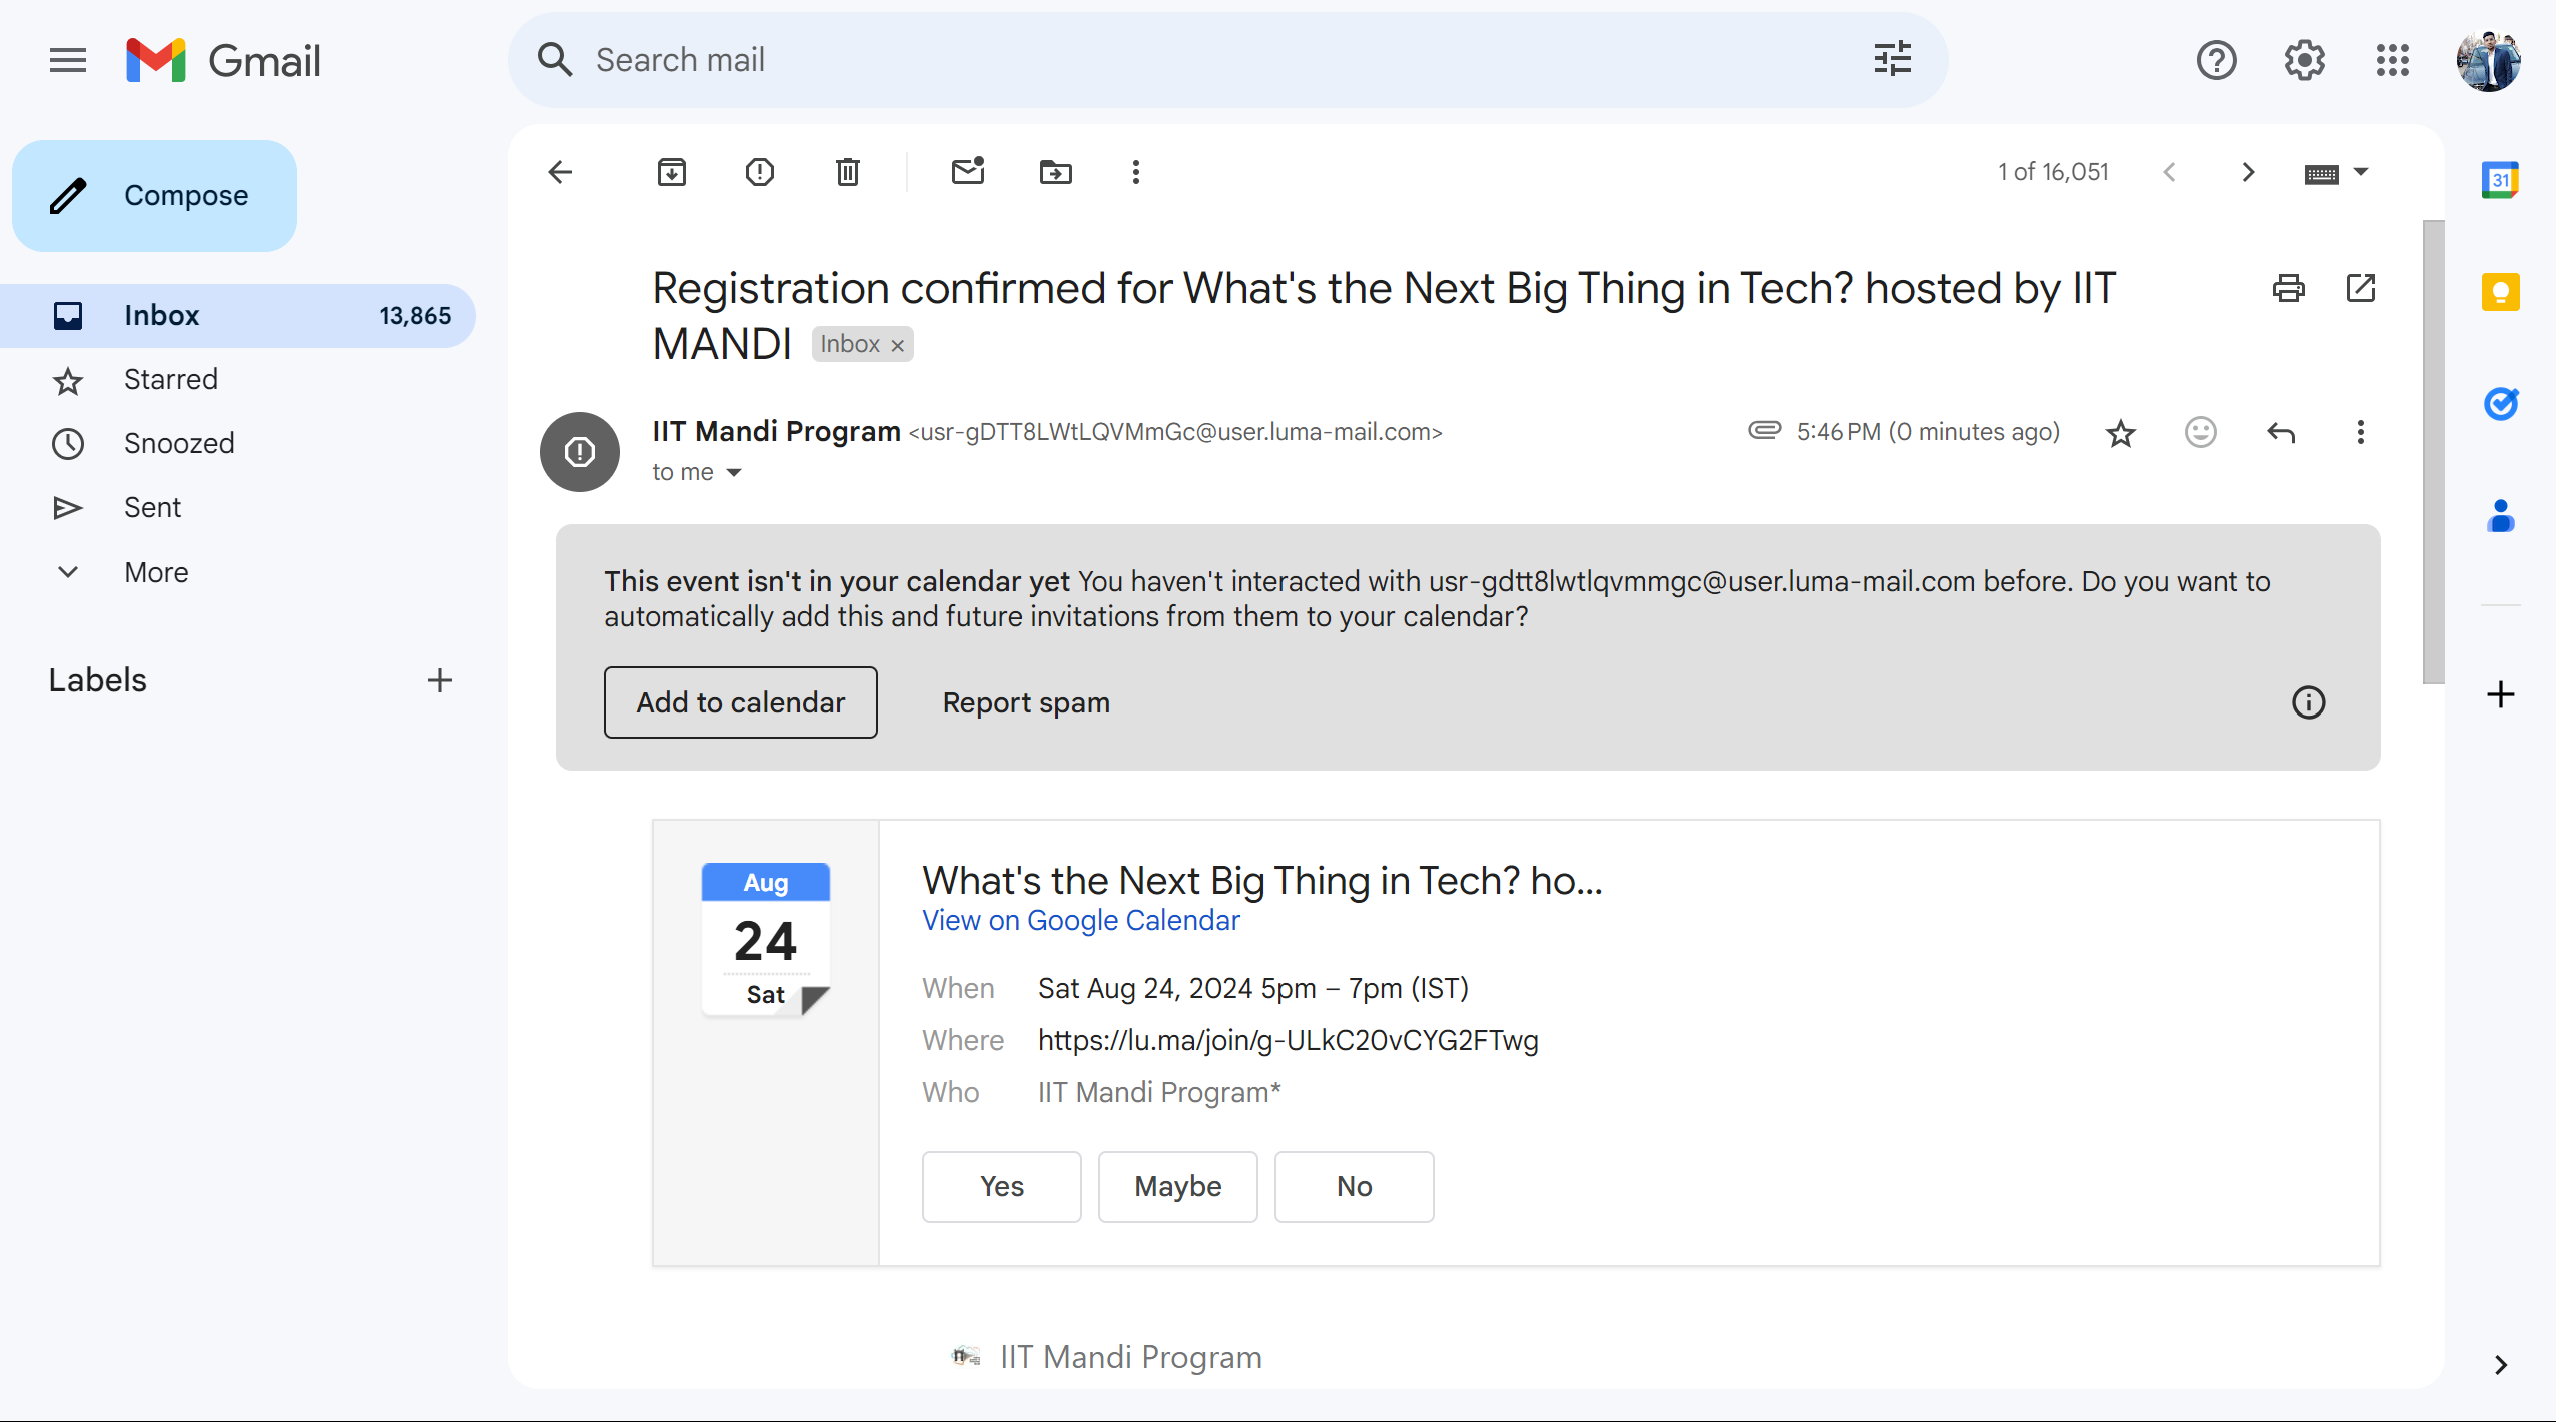 Gmail
Search mail
Compose
1 of 16,051
31
Inbox 13,865
Starred
Snoozed
Sent
More
Labels
Registration confirmed for What's the Next Big Thing in Tech? hosted by IIT
MANDI Inbox ×
IIT Mandi Program <usr-gDTT8LWtLQVMmGc@user.luma-mail.com> 5:46 PM (0 minutes ago)
to me
This event isn't in your calendar yet You haven't interacted with usr-gdtt8lwtlqvmmgc@user.luma-mail.com before. Do you want to
automatically add this and future invitations from them to your calendar?
Add to calendar Report spam
Aug
24
Sat
What's the Next Big Thing in Tech? ho...
View on Google Calendar
When Sat Aug 24, 2024 5pm – 7pm (IST)
Where https://lu.ma/join/g-ULkC20vCYG2FTwg
Who IIT Mandi Program*
Yes Maybe No
IIT Mandi Program